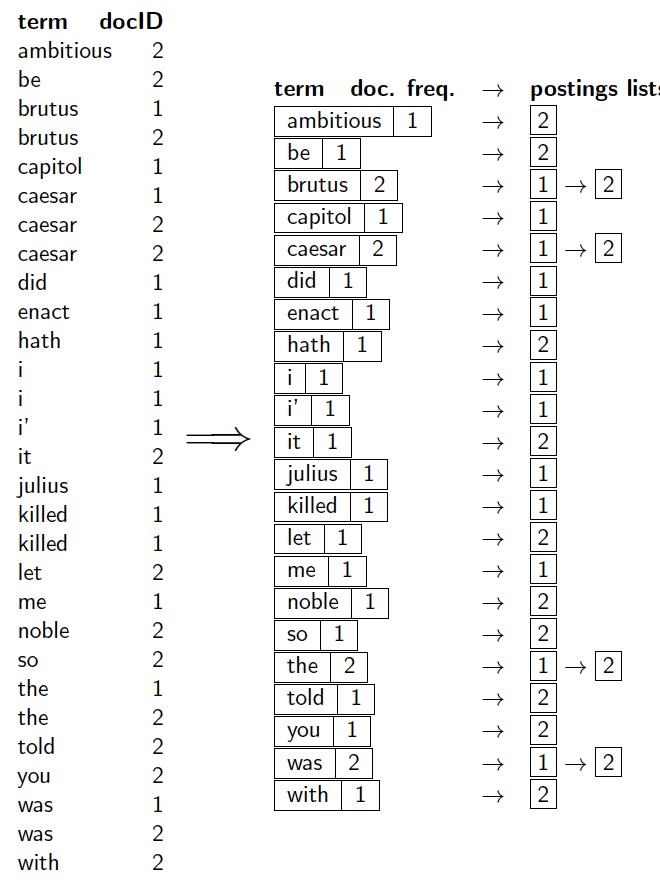 term docID
ambitious 2
be 2
brutus 1
brutus 2
capitol 1
caesar 1
caesar 2
caesar 2
did 1
enact 1
hath 1
i 1
i 1
i' 1
it 2
julius 1
killed 1
killed 1
let 2
me 1
noble 2
so 2
the 1
the 2
told 2
you 2
was 1
was 2
with 2
⟹
term doc. freq. → postings lists
ambitious 1 → 2
be 1 → 2
brutus 2 → 1 → 2
capitol 1 → 1
caesar 2 → 1 → 2
did 1 → 1
enact 1 → 1
hath 1 → 2
i 1 → 1
i' 1 → 1
it 1 → 2
julius 1 → 1
killed 1 → 1
let 1 → 2
me 1 → 1
noble 1 → 2
so 1 → 2
the 2 → 1 → 2
told 1 → 2
you 1 → 2
was 2 → 1 → 2
with 1 → 2